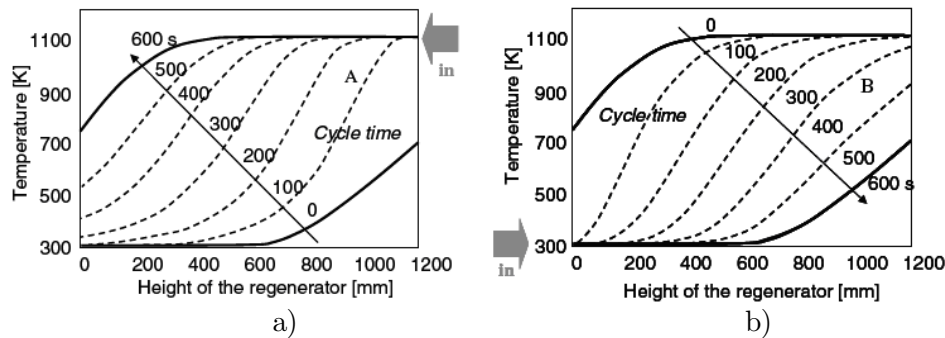 Temperature [K]
1100
900
700
500
300
600 s
500
400
300
200
100
0
A
Cycle time
in
0 200 400 600 800 1000 1200
Height of the regenerator [mm]
a)
Temperature [K]
1100
900
700
500
300
0
100
200
300
400
500
600 s
B
Cycle time
in
0 200 400 600 800 1000 1200
Height of the regenerator [mm]
b)